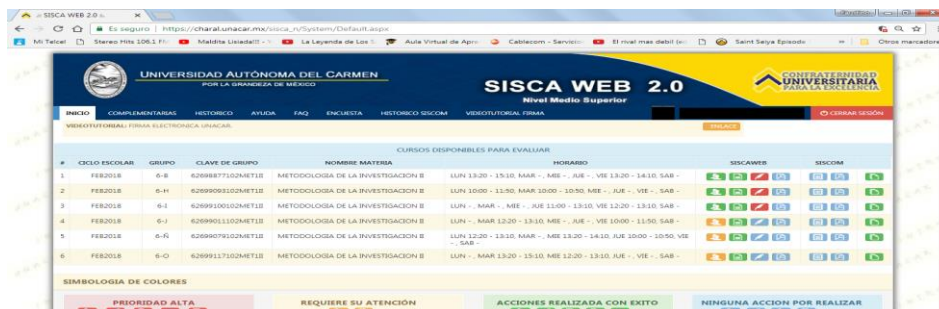 SISCA WEB 2.0
Es seguro | https://charal.unacar.mx/sisca_n/System/Default.aspx
Mi Telcel Stereo Hits 106.1 FM Maldita Lisiada!!! - La Leyenda de Los Aula Virtual de Apre Cablecom - Servicio El rival mas debil (e Saint Seiya Episode » Otros marcadores
UNIVERSIDAD AUTÓNOMA DEL CARMEN
POR LA GRANDEZA DE MÉXICO
SISCA WEB 2.0
Nivel Medio Superior
CONFRATERNIDAD
UNIVERSITARIA
PARA LA EXCELENCIA
INICIO COMPLEMENTARIAS HISTORICO AYUDA FAQ ENCUESTA HISTORICO SISCOM VIDEOTUTORIAL FIRMA CERRAR SESIÓN
VIDEOTUTORIAL: FIRMA ELECTRONICA UNACAR. ENLACE
CURSOS DISPONIBLES PARA EVALUAR
# CICLO ESCOLAR GRUPO CLAVE DE GRUPO NOMBRE MATERIA HORARIO SISCAWEB SISCOM
1 FEB2018 6-B 62698877102METIII METODOLOGIA DE LA INVESTIGACION II LUN 13:20 - 15:10, MAR - , MIE - , JUE - , VIE 13:20 - 14:10, SAB -
2 FEB2018 6-H 62699093102METIII METODOLOGIA DE LA INVESTIGACION II LUN 10:00 - 11:50, MAR 10:00 - 10:50, MIE - , JUE - , VIE - , SAB -
3 FEB2018 6-I 62699100102METIII METODOLOGIA DE LA INVESTIGACION II LUN - , MAR - , MIE - , JUE 11:00 - 13:10, VIE 12:20 - 13:10, SAB -
4 FEB2018 6-J 62699011102METIII METODOLOGIA DE LA INVESTIGACION II LUN - , MAR 12:20 - 13:10, MIE - , JUE - , VIE 10:00 - 11:50, SAB -
5 FEB2018 6-Ñ 62699079102METIII METODOLOGIA DE LA INVESTIGACION II LUN 12:20 - 13:10, MAR - , MIE 13:20 - 14:10, JUE 10:00 - 10:50, VIE
- , SAB -
6 FEB2018 6-O 62699117102METIII METODOLOGIA DE LA INVESTIGACION II LUN - , MAR 13:20 - 15:10, MIE 12:20 - 13:10, JUE - , VIE - , SAB -
SIMBOLOGIA DE COLORES
PRIORIDAD ALTA REQUIERE SU ATENCIÓN ACCIONES REALIZADA CON EXITO NINGUNA ACCION POR REALIZAR